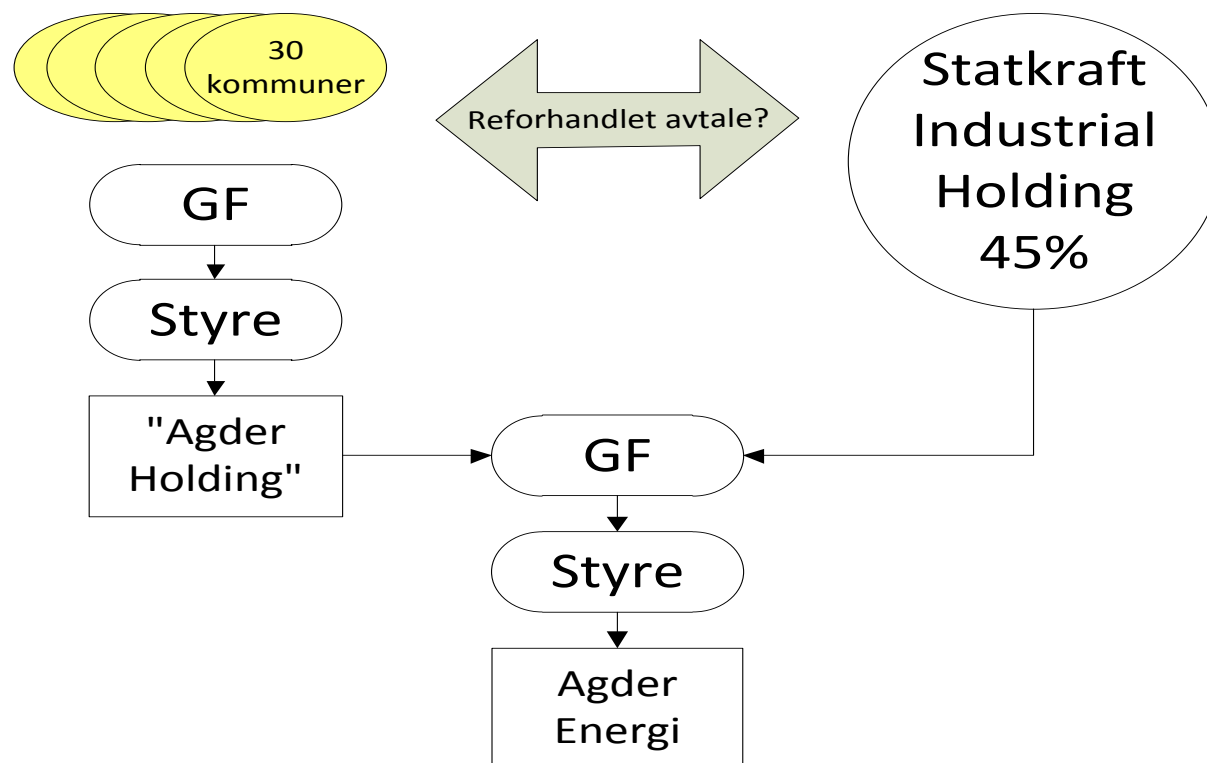 30
kommuner
Reforhandlet avtale?
Statkraft
Industrial
Holding
45%
GF
Styre
"Agder
Holding"
GF
Styre
Agder
Energi